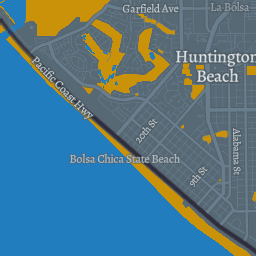 Garfield Ave
La Bolsa
Huntington
Beach
Pacific Coast Hwy
20th St
Alabama St
Bolsa Chica State Beach
9th St